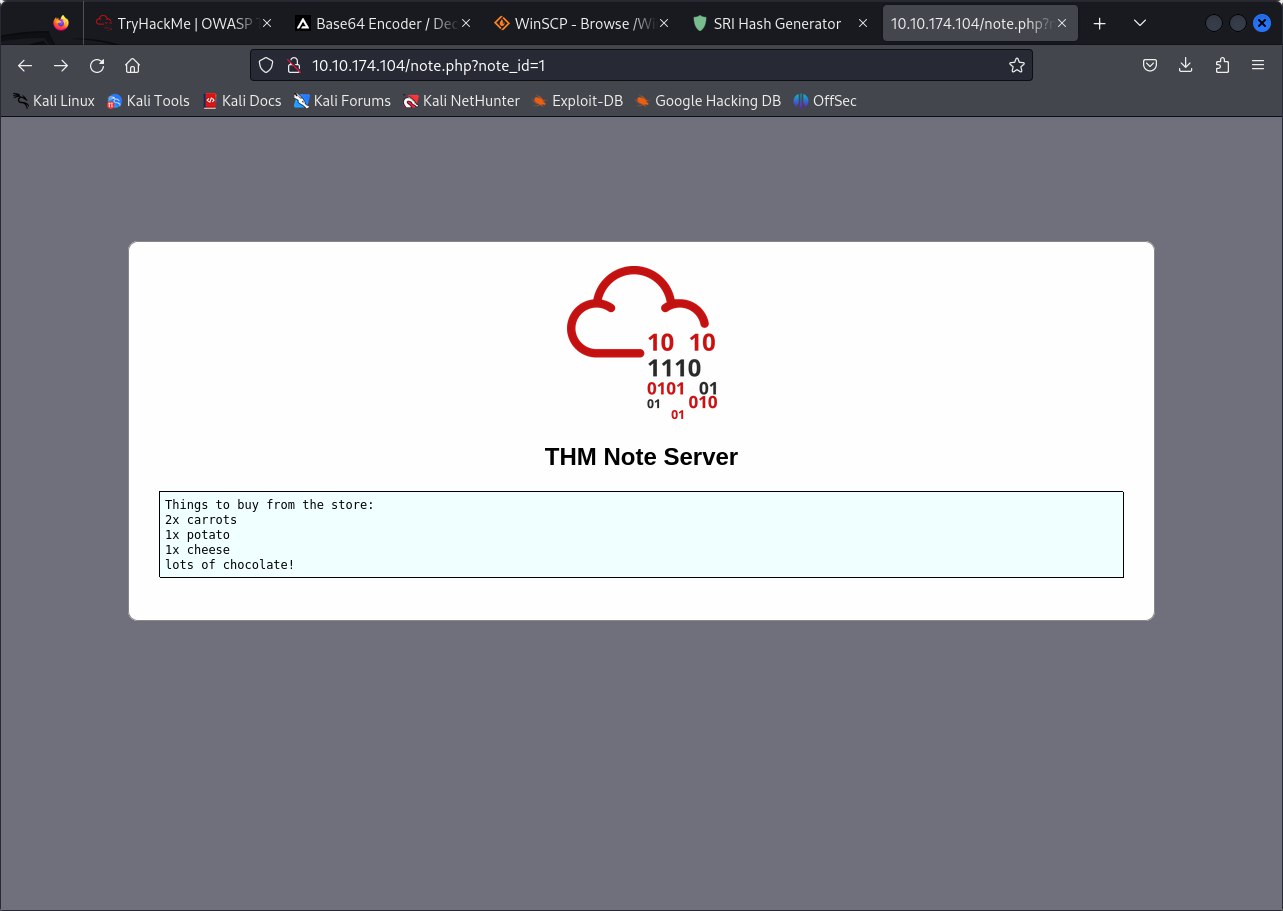 TryHackMe | OWASP T
Base64 Encoder / Dec
WinSCP - Browse /Wi
SRI Hash Generator
10.10.174.104/note.php?n
10.10.174.104/note.php?note_id=1
Kali Linux
Kali Tools
Kali Docs
Kali Forums
Kali NetHunter
Exploit-DB
Google Hacking DB
OffSec
10 10
1110
0101 01
01 010
01
THM Note Server
Things to buy from the store:
2x carrots
1x potato
1x cheese
lots of chocolate!